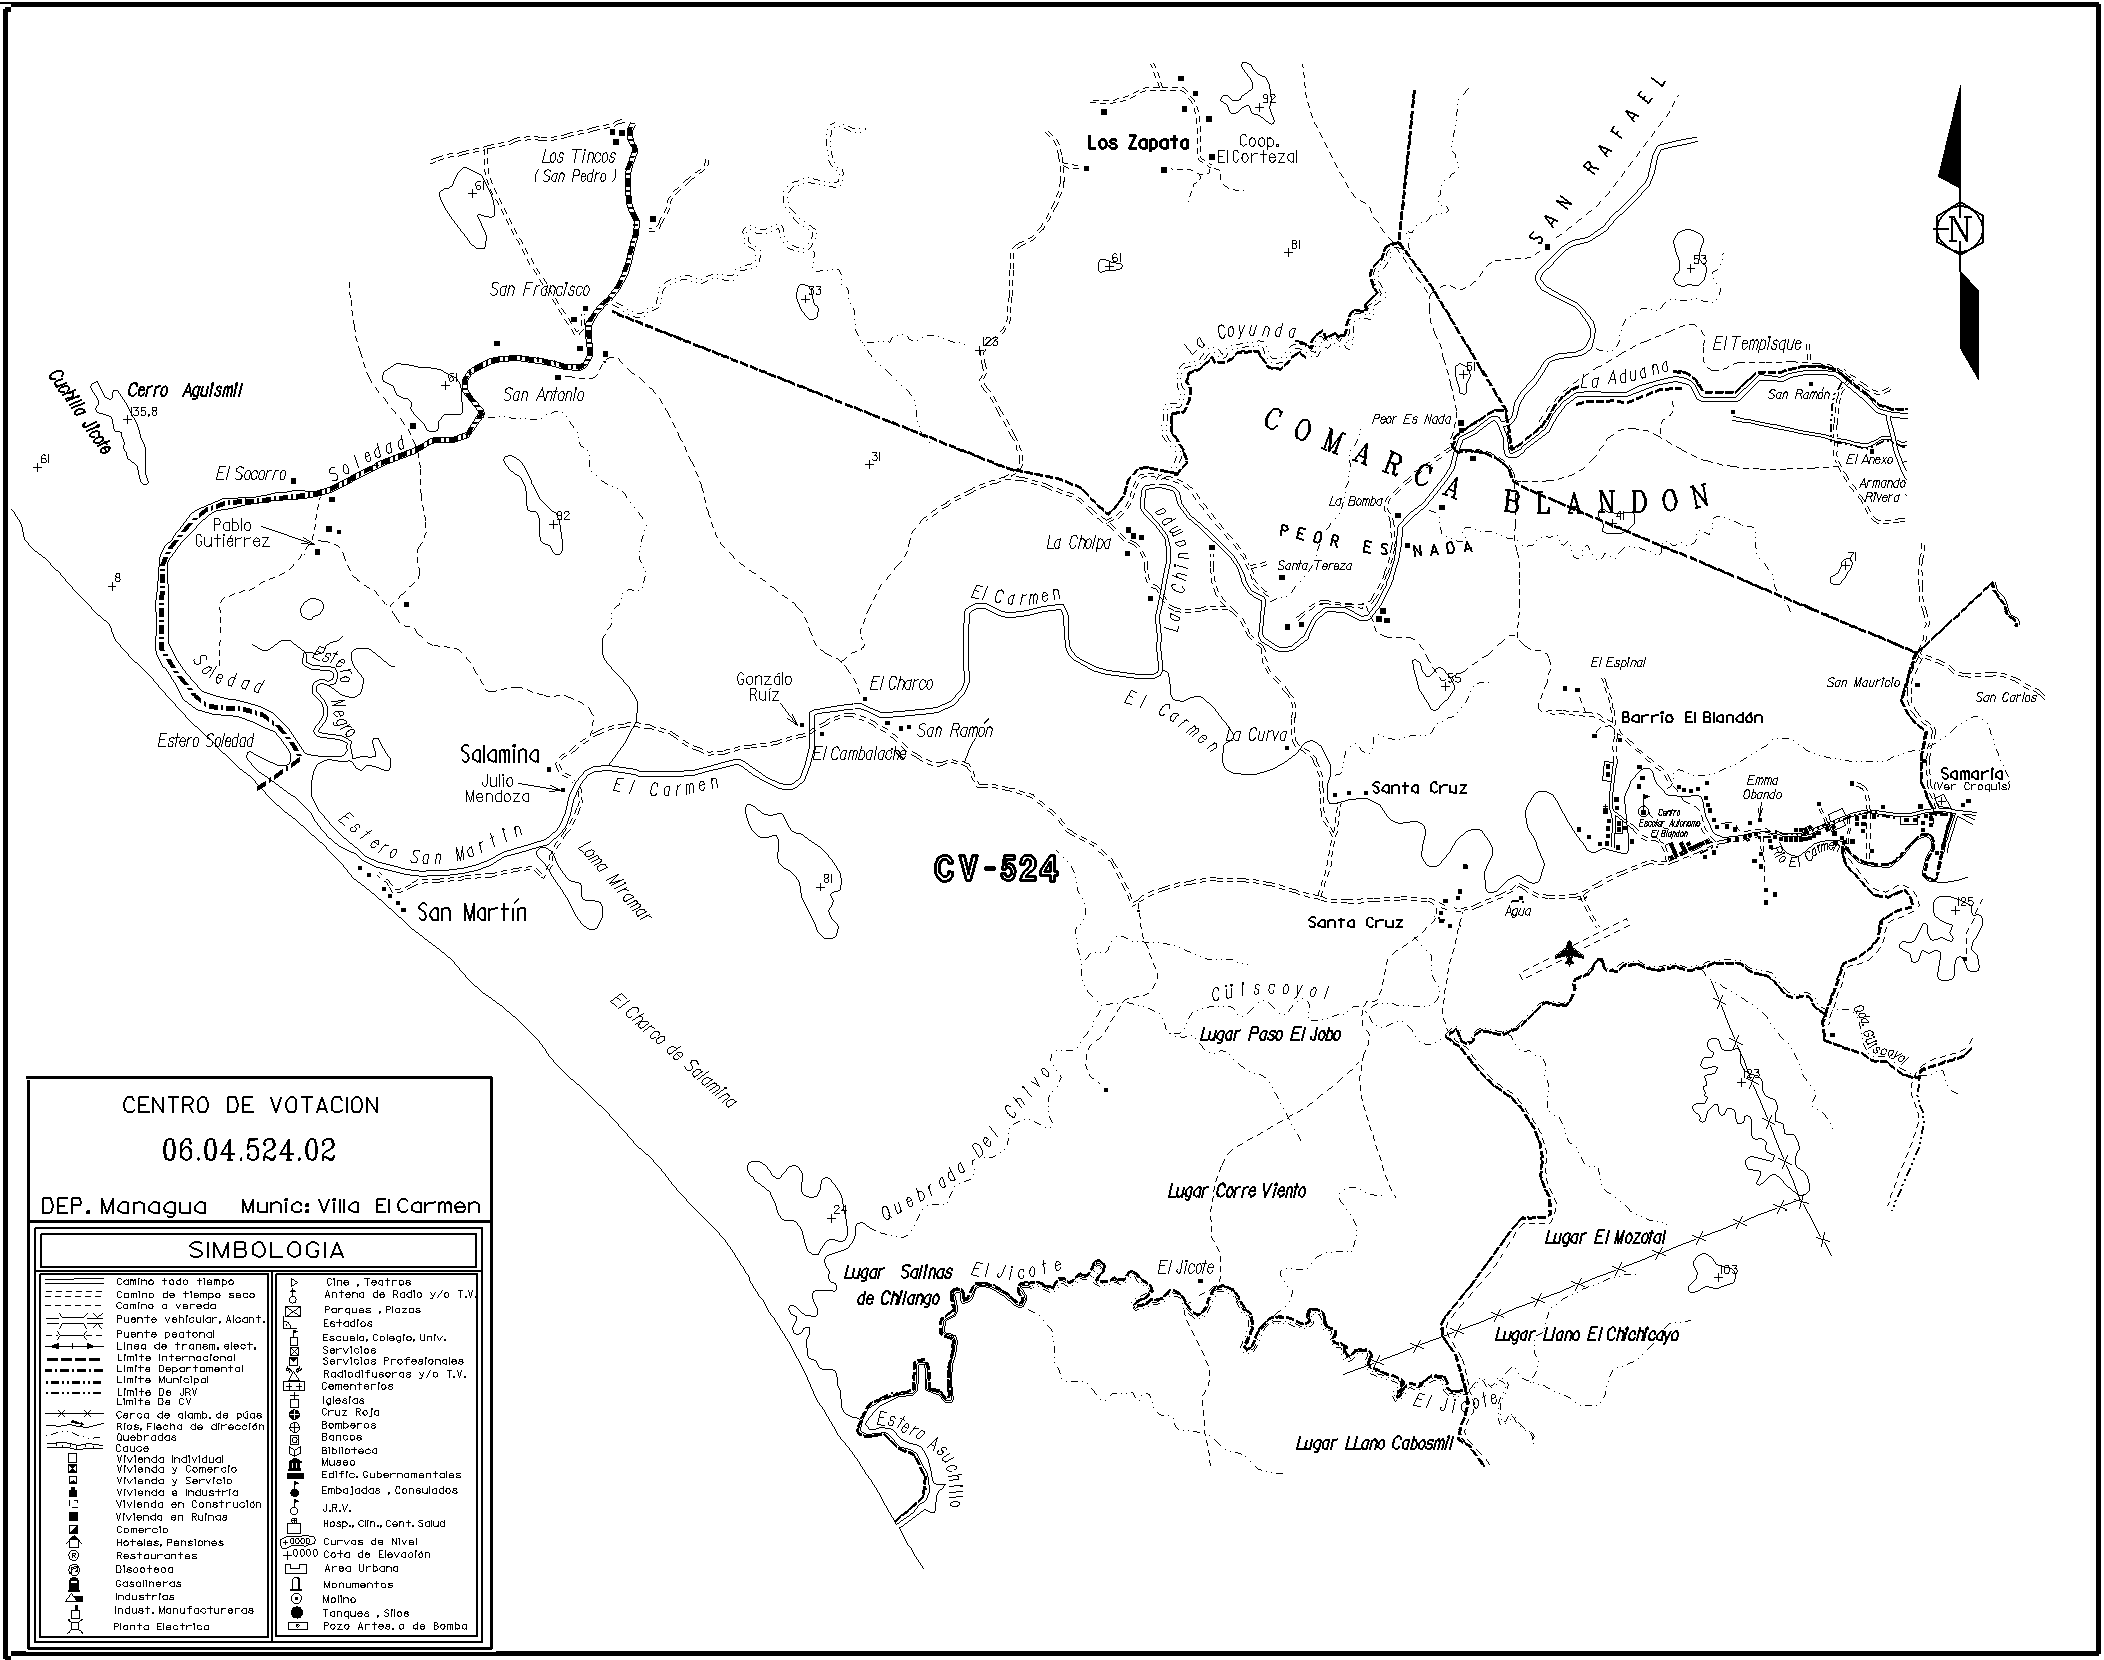 92
Los Zapata
Coop.
El Cortezal
SAN RAFAEL
Los Tincos
(San Pedro)
61
N
81
61
53
San Francisco
33
La Coyunda
123
El Tempisque
Cuchilla Jicote
Cerro Aguismil
135.8
61
San Antonio
51
La Aduana
San Ramón
COMARCA BLANDON
Peor Es Nada
Soledad
61
El Socorro
31
El Anexo
Armando
Rivera
La Bomba
92
41
Pablo
Gutiérrez
La Chimampo
La Cholpa
PEOR ES NADA
Santa Tereza
71
8
El Carmen
Estero Negro
Soledad
El Espinal
Gonzálo
Ruíz
El Charco
55
San Mauricio
San Carlos
El Carmen
Barrio El Blandón
San Ramón
La Curva
Estero Soledad
Salamina
El Cambalache
Julio
Mendoza
El Carmen
Santa Cruz
Emma
Obando
Samaria
(Ver Croquis)
Centro
Escolar Autonomo
El Blandon
Rio El Carmen
Estero San Martín
Loma Miramar
CV-524
81
San Martín
Santa Cruz
Agua
125
El Charco de Salamina
Güiscoyol
Lugar Paso El Jobo
Qda. Güiscoyol
Quebrada Del Chivo
123
CENTRO DE VOTACION
06.04.524.02
DEP. Managua Munic: Villa El Carmen
24
Lugar Corre Viento
Lugar El Mozotal
Lugar Salinas
de Chilango
El Jicote
El Jicote
103
Lugar Llano El Chichicayo
El Jicote
Estero Asuchillo
Lugar LLano Cabosmil
SIMBOLOGIA
Camino todo tiempo
Camino de tiempo seco
Camino o vereda
Puente vehicular, Alcant.
Puente peatonal
Linea de transm. elect.
Limite Internacional
Limite Departamental
Limite Municipal
Limite De JRV
Limite De CV
Cerca de alamb. de púas
Rios, Flecha de dirección
Quebradas
Cauce
Vivienda Individual
Vivienda y Comercio
Vivienda y Servicio
Vivienda e Industria
Vivienda en Construción
Vivienda en Ruinas
Comercio
Hoteles, Pensiones
Restaurantes
Discoteca
Gasolineras
Industrias
Indust. Manufactureras
Planta Electrica
Cine, Teatros
Antena de Radio y/o T.V.
Parques, Plazas
Estadios
Escuela, Colegio, Univ.
Servicios
Servicios Profesionales
Radiodifusoras y/o T.V.
Cementerios
Iglesias
Cruz Roja
Bomberos
Bancos
Biblioteca
Museo
Edific. Gubernamentales
Embajadas, Consulados
J.R.V.
Hosp., Clin., Cent. Salud
Curvas de Nivel
+0000 Cota de Elevación
Area Urbana
Monumentos
Molino
Tanques, Silos
Pozo Artes. o de Bomba